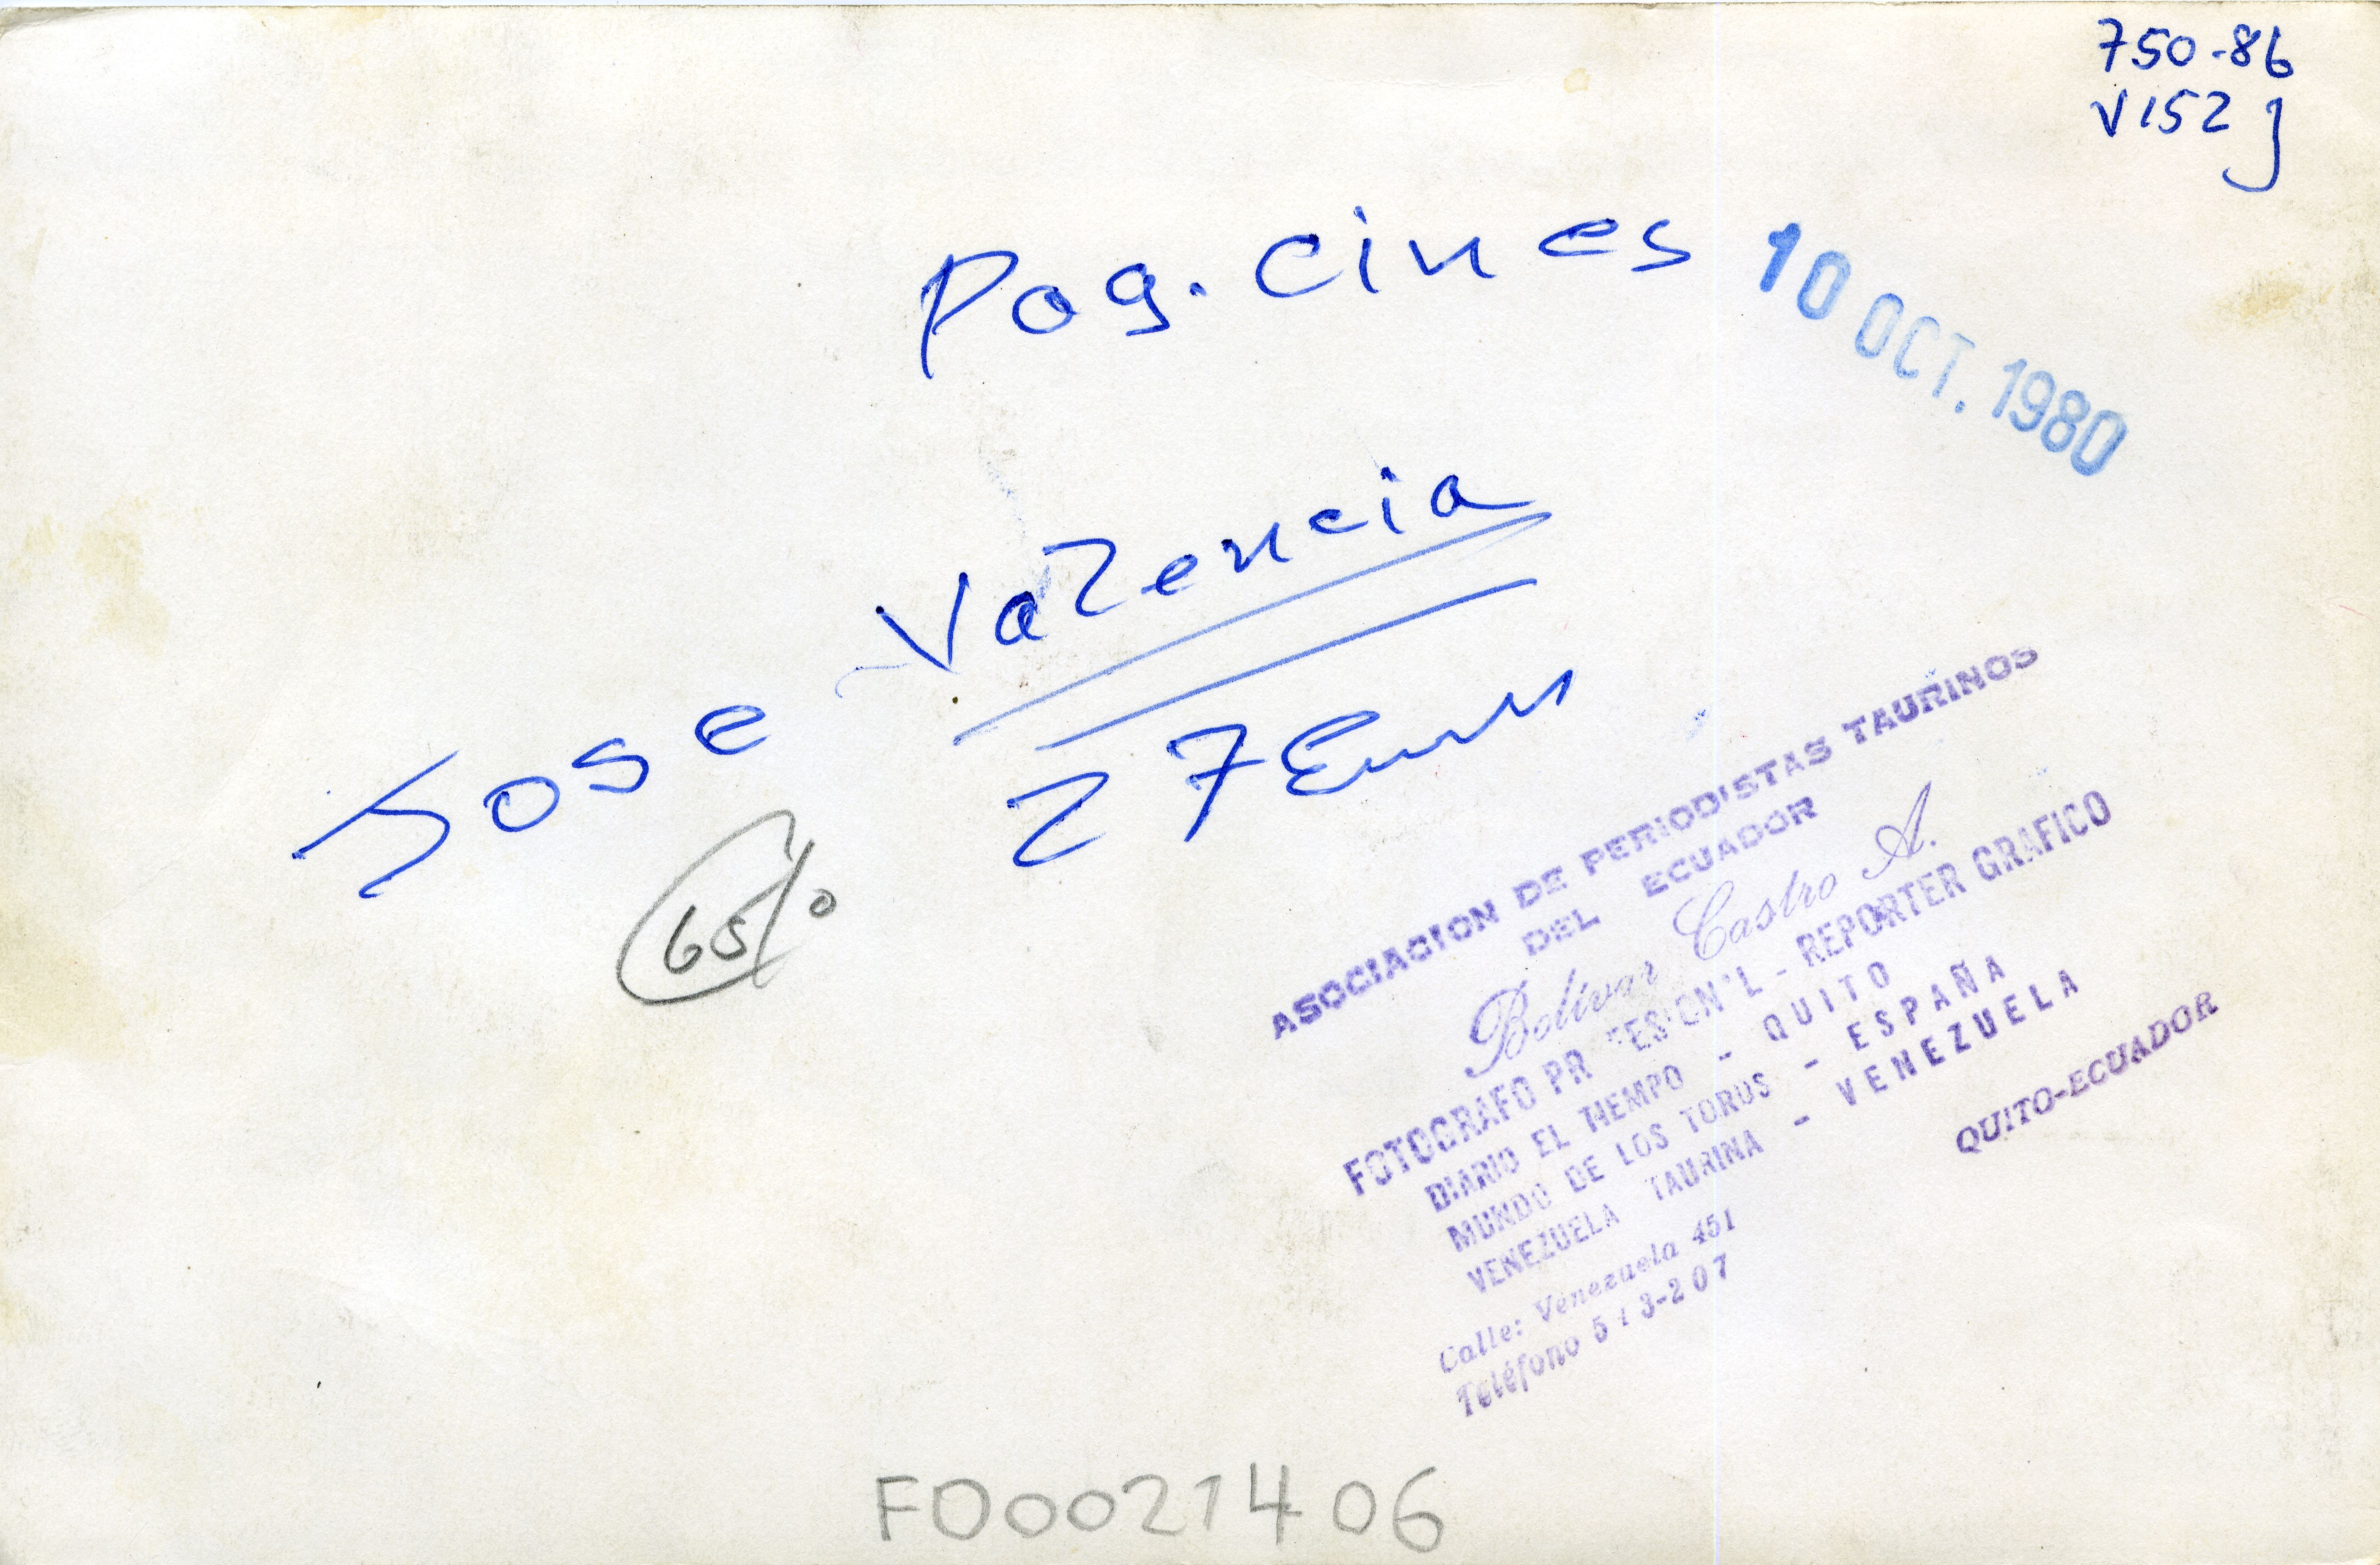 750-86
V152j
Pag. Cines
10 OCT. 1980
Jose Valencia
27 Ems
65%
ASOCIACION DE PERIODISTAS TAURINOS
DEL ECUADOR
Bolívar Castro A.
FOTOGRAFO PR ESION L - REPORTER GRAFICO
DIARIO EL TIEMPO - QUITO
MUNDO DE LOS TOROS - ESPAÑA
VENEZUELA TAURINA - VENEZUELA
Calle: Venezuela 451
Teléfono 513-207
QUITO-ECUADOR
F00021406